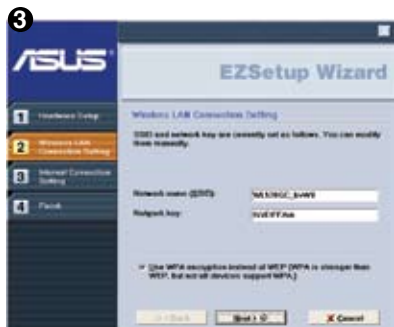 3
ASUS
EZSetup Wizard
1 Hardware Setup
2 Wireless LAN
Connection Setting
3 Internet Connection
Setting
4 Finish
Wireless LAN Connection Setting
SSID and network key are currently set as follows. You can modify
them manually.
Network name (SSID):
Network key:
Use WPA encryption instead of WEP (WPA is stronger than
WEP, but not all devices support WPA.)
< Back
Next >
X Cancel